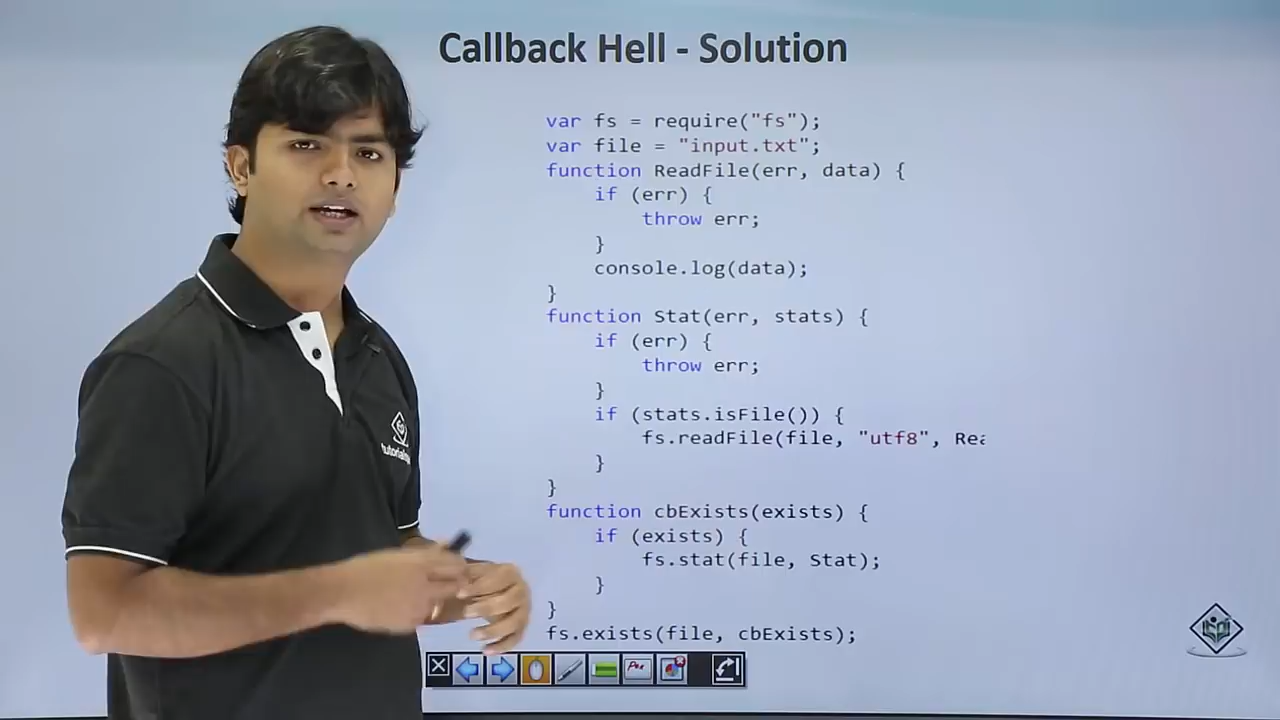 Callback Hell - Solution
var fs = require("fs");
var file = "input.txt";
function ReadFile(err, data) {
if (err) {
throw err;
}
console.log(data);
}
function Stat(err, stats) {
if (err) {
throw err;
}
if (stats.isFile()) {
fs.readFile(file, "utf8", Rea
}
}
function cbExists(exists) {
if (exists) {
fs.stat(file, Stat);
}
}
fs.exists(file, cbExists);